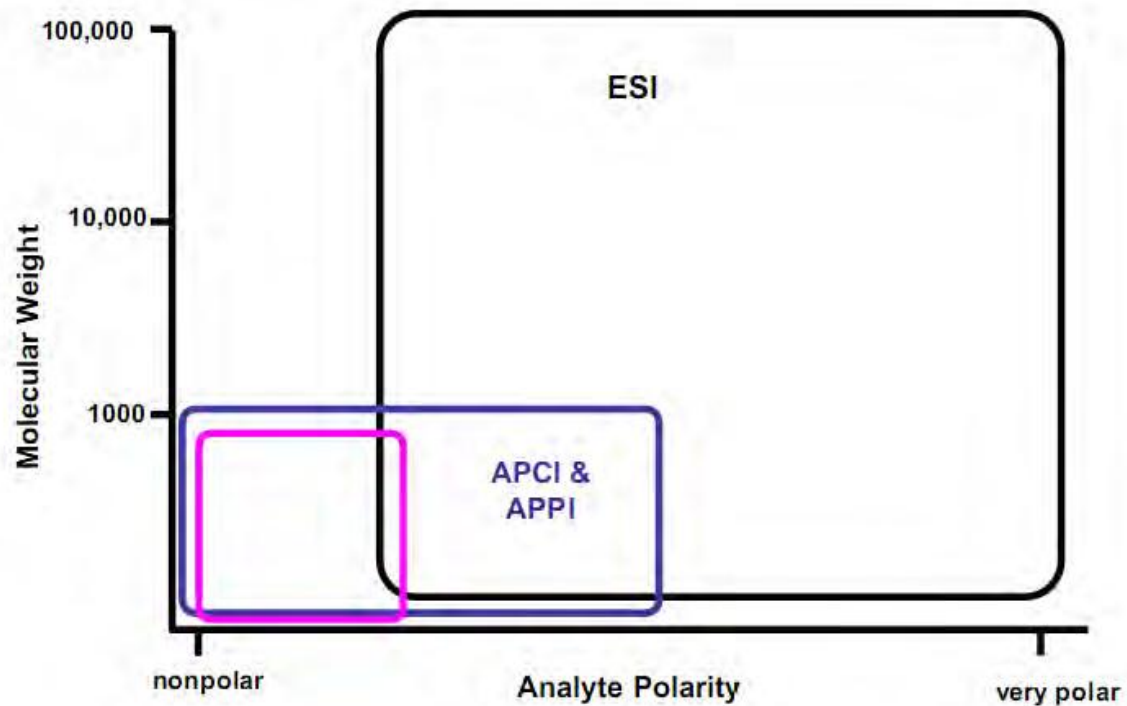 100,000
ESI
10,000
Molecular Weight
1000
APCI &
APPI
nonpolar
Analyte Polarity
very polar